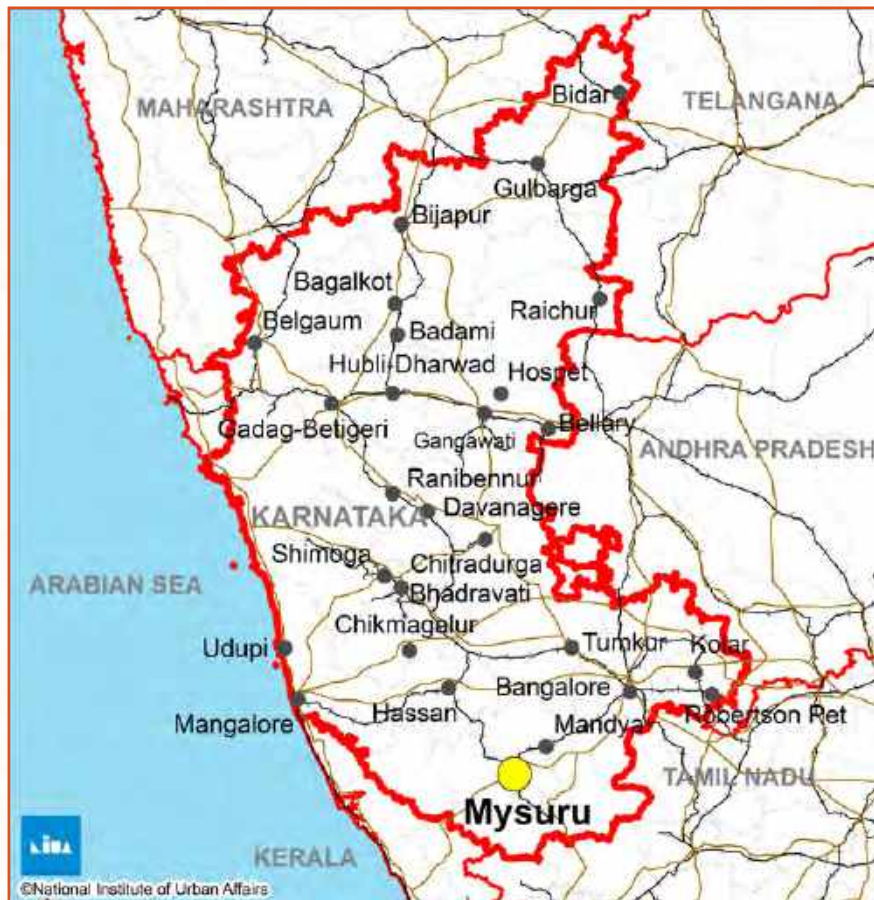 Bidar
MAHARASHTRA
TELANGANA
Gulbarga
Bijapur
Bagalkot
Raichur
Belgaum
Badami
Hubli-Dharwad
Hospet
Gadag-Betigeri
Gangawati
Bellary
ANDHRA PRADESH
Ranibennur
Davanagere
KARNATAKA
Shimoga
Chitradurga
ARABIAN SEA
Bhadravati
Chikmagalur
Udupi
Tumkur
Kolar
Bangalore
Mangalore
Hassan
Robertson Pet
Mandya
TAMIL NADU
Mysuru
KERALA
NIUA
©National Institute of Urban Affairs